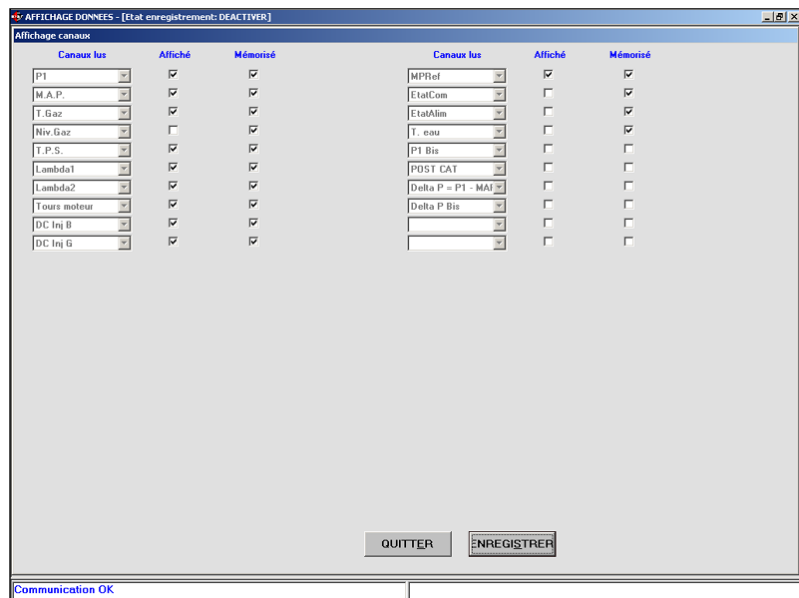 AFFICHAGE DONNEES - [Etat enregistrement: DEACTIVER]
Affichage canaux
Canaux lus Affiché Mémorisé
P1
M.A.P.
T.Gaz
Niv.Gaz
T.P.S.
Lambda1
Lambda2
Tours moteur
DC Inj B
DC Inj G
Canaux lus Affiché Mémorisé
MPRef
EtatCom
EtatAlim
T. eau
P1 Bis
POST CAT
Delta P = P1 - MAF
Delta P Bis
QUITTER
ENREGISTRER
Communication OK